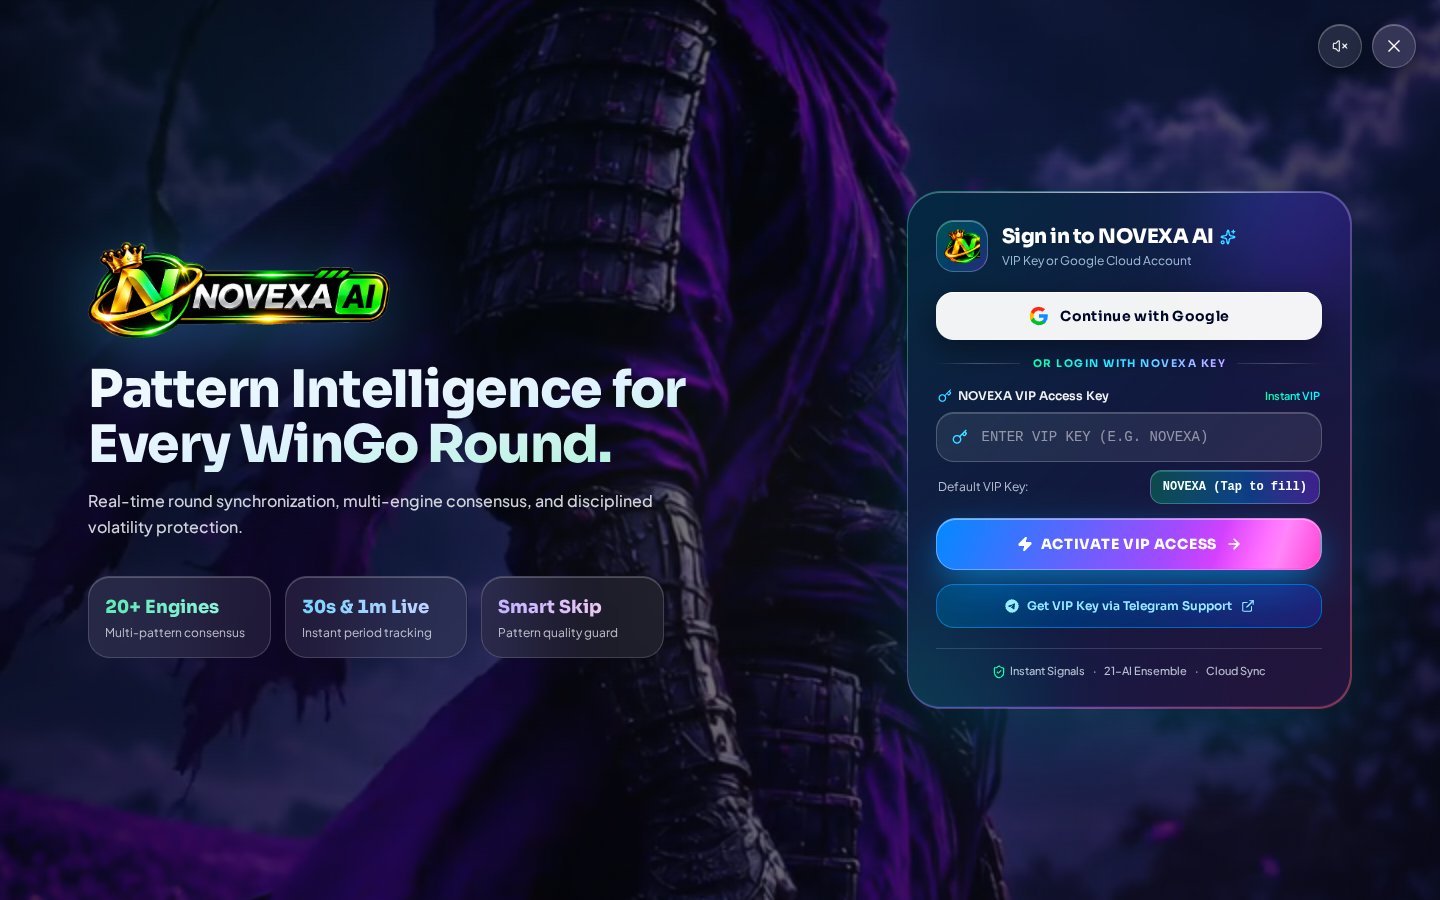 NOVEXA AI
Pattern Intelligence for
Every WinGo Round.
Real-time round synchronization, multi-engine consensus, and disciplined
volatility protection.
20+ Engines
Multi-pattern consensus
30s & 1m Live
Instant period tracking
Smart Skip
Pattern quality guard
Sign in to NOVEXA AI
VIP Key or Google Cloud Account
Continue with Google
OR LOGIN WITH NOVEXA KEY
NOVEXA VIP Access Key
Instant VIP
ENTER VIP KEY (E.G. NOVEXA)
Default VIP Key:
NOVEXA (Tap to fill)
ACTIVATE VIP ACCESS
Get VIP Key via Telegram Support
Instant Signals · 21-AI Ensemble · Cloud Sync